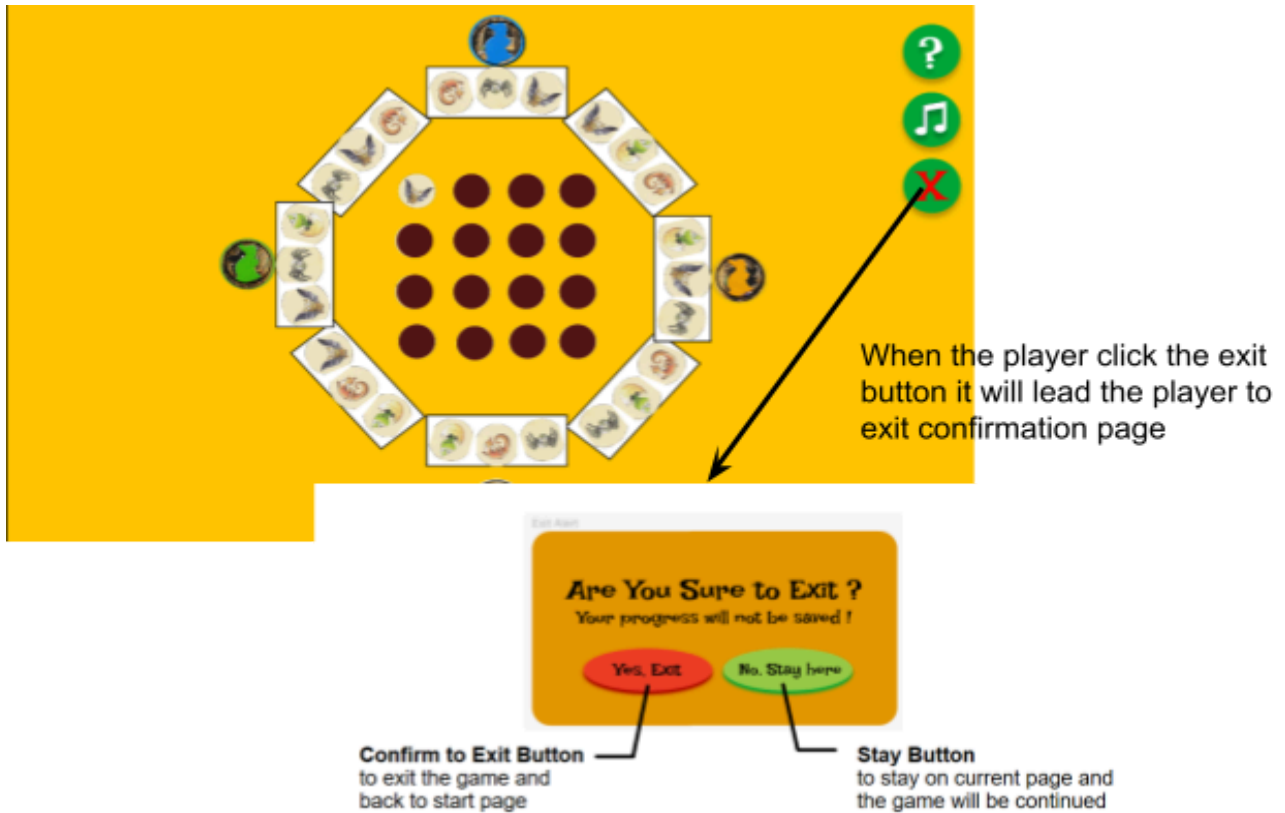 ?
X
When the player click the exit
button it will lead the player to
exit confirmation page
Exit Alert
Are You Sure to Exit ?
Your progress will not be saved !
Yes, Exit
No, Stay here
Confirm to Exit Button
to exit the game and
back to start page
Stay Button
to stay on current page and
the game will be continued